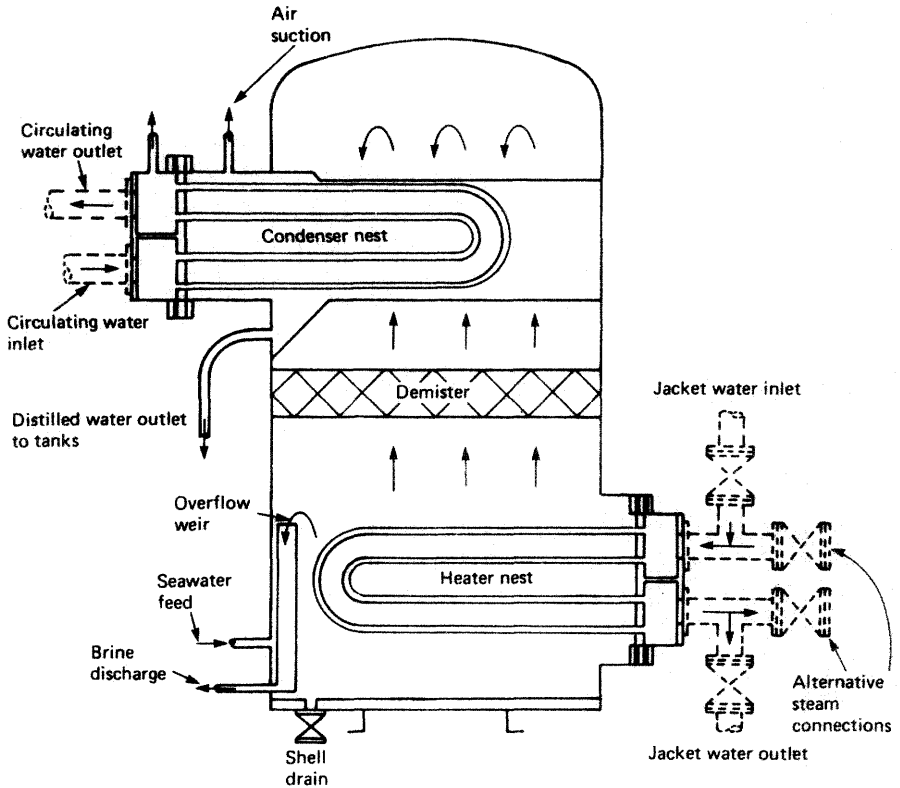 Air
suction
Circulating
water outlet
Condenser nest
Circulating water
inlet
Demister
Jacket water inlet
Distilled water outlet
to tanks
Overflow
weir
Heater nest
Seawater
feed
Brine
discharge
Alternative
steam
connections
Shell
drain
Jacket water outlet